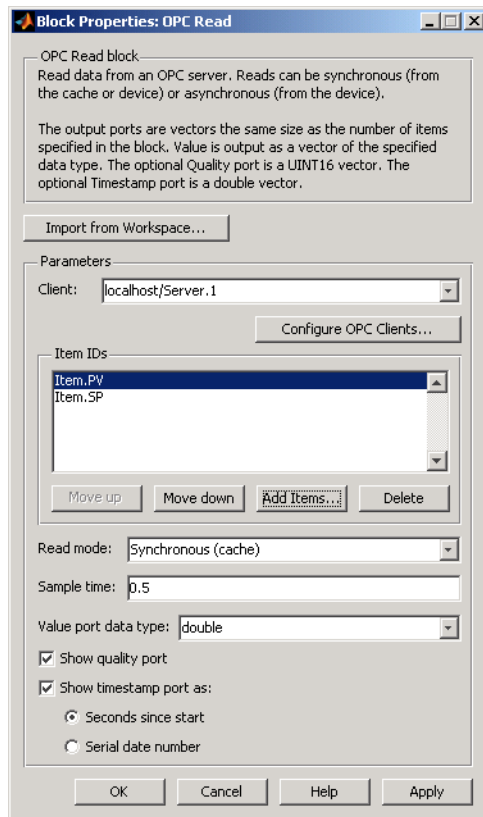 Block Properties: OPC Read
OPC Read block
Read data from an OPC server. Reads can be synchronous (from
the cache or device) or asynchronous (from the device).
The output ports are vectors the same size as the number of items
specified in the block. Value is output as a vector of the specified
data type. The optional Quality port is a UINT16 vector. The
optional Timestamp port is a double vector.
Import from Workspace...
Parameters
Client: localhost/Server.1
Configure OPC Clients...
Item IDs
Item.PV
Item.SP
Move up Move down Add Items... Delete
Read mode: Synchronous (cache)
Sample time: 0.5
Value port data type: double
Show quality port
Show timestamp port as:
Seconds since start
Serial date number
OK Cancel Help Apply